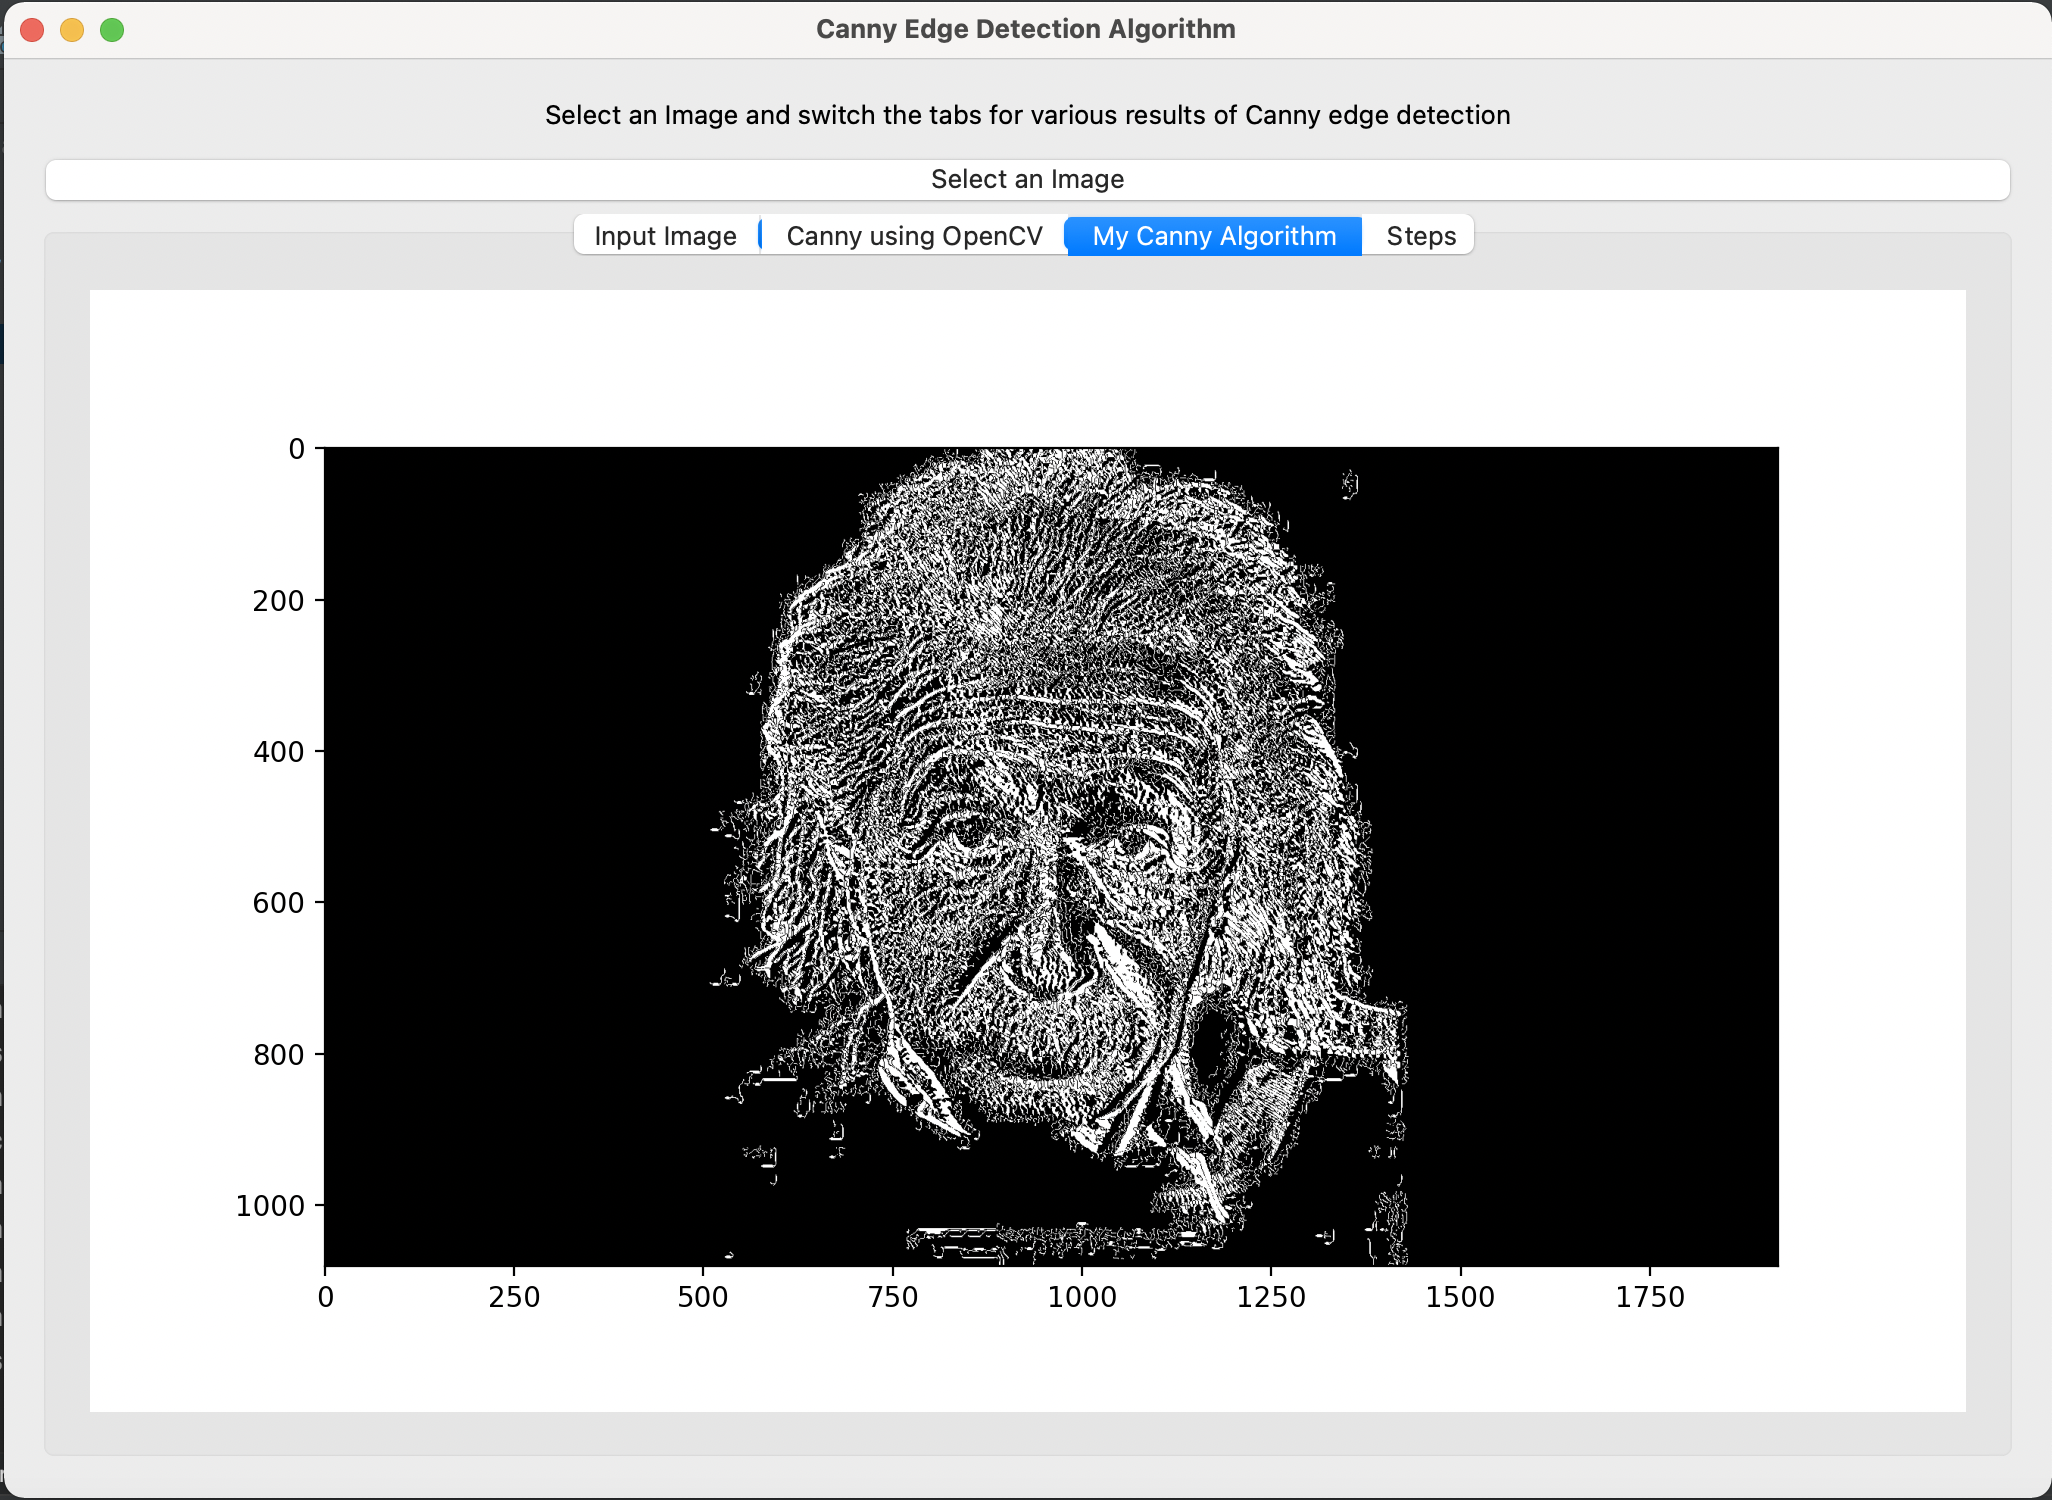 Canny Edge Detection Algorithm
Select an Image and switch the tabs for various results of Canny edge detection
Select an Image
Input Image Canny using OpenCV My Canny Algorithm Steps
0
200
400
600
800
1000
0 250 500 750 1000 1250 1500 1750